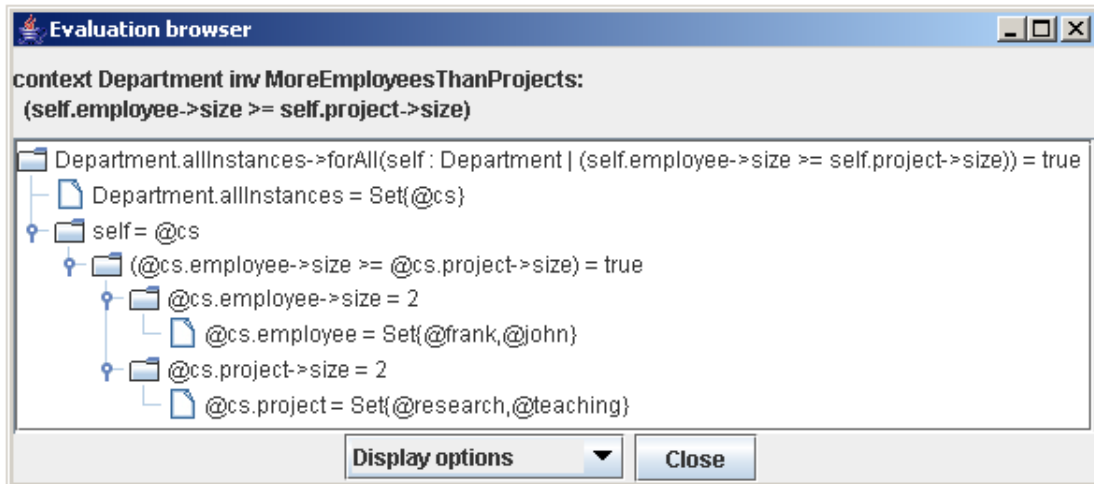 Evaluation browser
context Department inv MoreEmployeesThanProjects:
(self.employee->size >= self.project->size)
Department.allInstances->forAll(self : Department | (self.employee->size >= self.project->size)) = true
Department.allInstances = Set{@cs}
self = @cs
(@cs.employee->size >= @cs.project->size) = true
@cs.employee->size = 2
@cs.employee = Set{@frank,@john}
@cs.project->size = 2
@cs.project = Set{@research,@teaching}
Display options Close